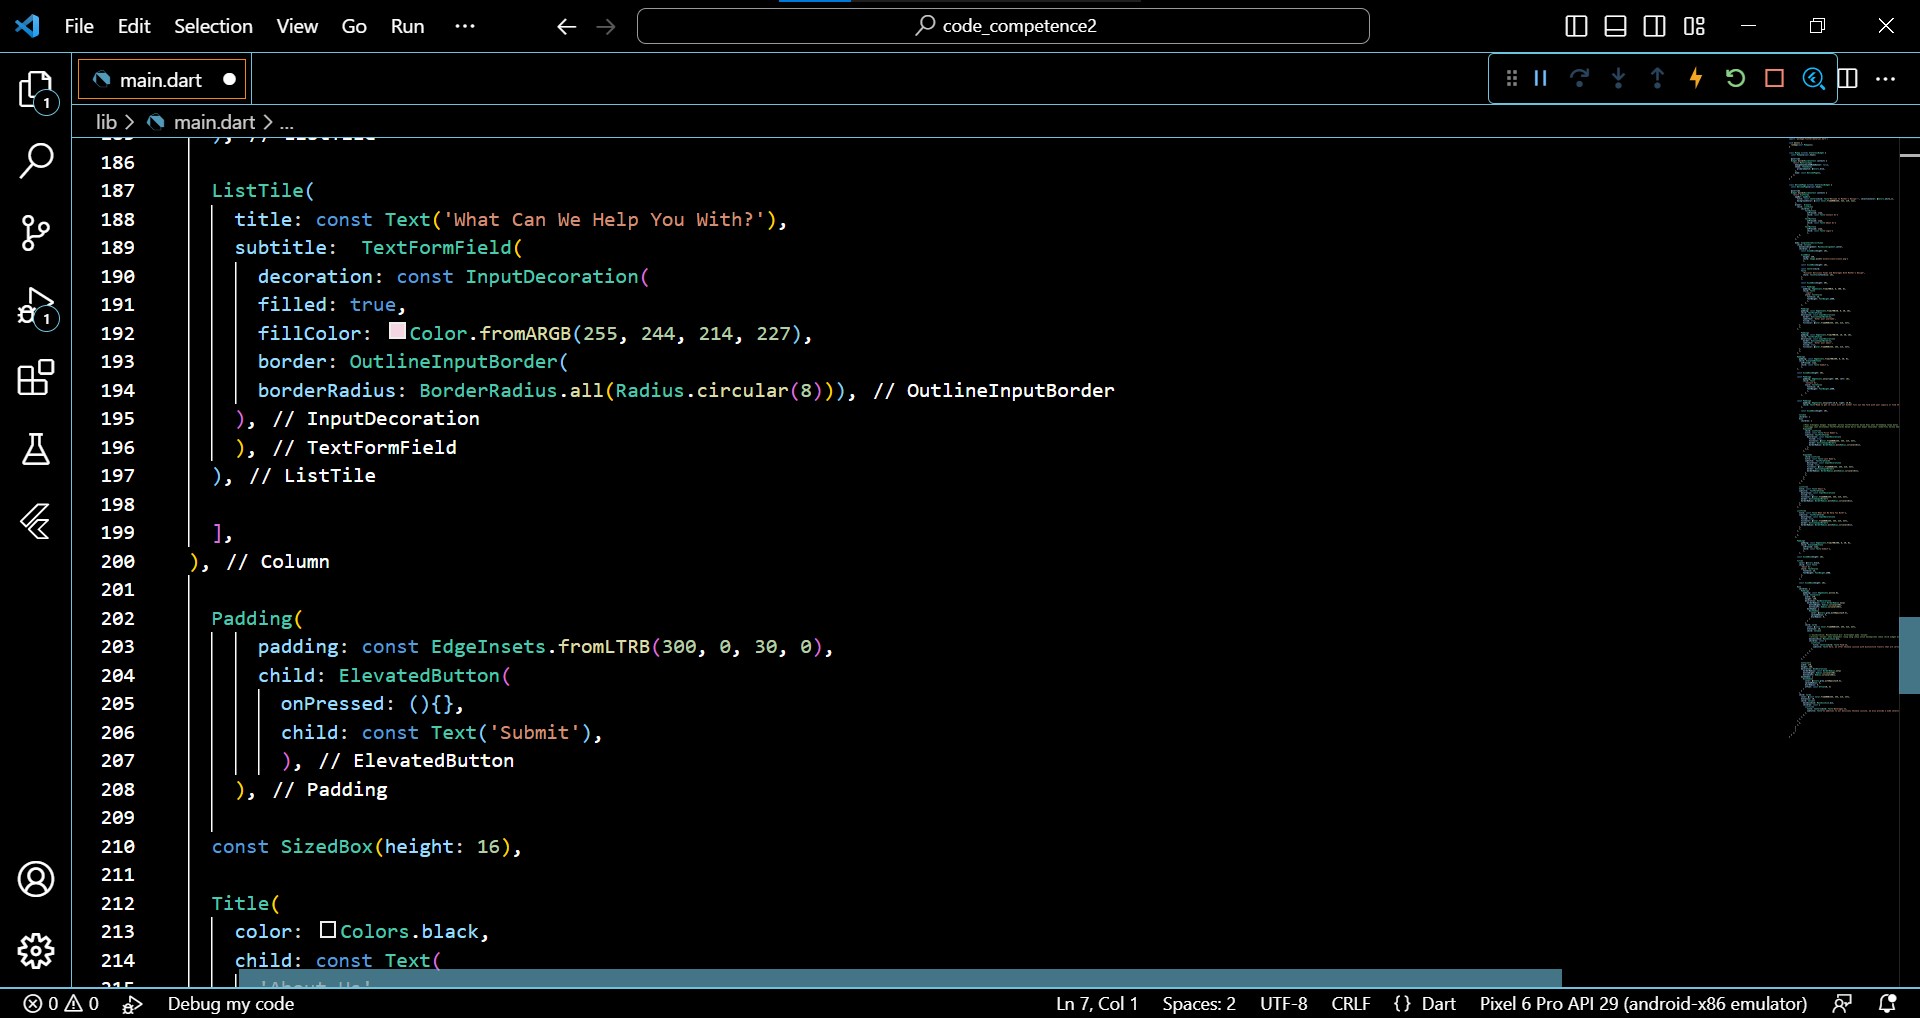 File Edit Selection View Go Run ··· code_competence2
1 main.dart
lib > main.dart > ...
186
187 ListTile(
188 title: const Text('What Can We Help You With?'),
189 subtitle:  TextFormField(
190 decoration: const InputDecoration(
191 filled: true,
192 fillColor: Color.fromARGB(255, 244, 214, 227),
193 border: OutlineInputBorder(
194 borderRadius: BorderRadius.all(Radius.circular(8))), // OutlineInputBorder
195 ), // InputDecoration
196 ), // TextFormField
197 ), // ListTile
198
199 ],
200 ), // Column
201
202 Padding(
203 padding: const EdgeInsets.fromLTRB(300, 0, 30, 0),
204 child: ElevatedButton(
205 onPressed: (){},
206 child: const Text('Submit'),
207 ), // ElevatedButton
208 ), // Padding
209
210 const SizedBox(height: 16),
211
212 Title(
213 color: Colors.black,
214 child: const Text(
1
0 0 Debug my code Ln 7, Col 1 Spaces: 2 UTF-8 CRLF {} Dart Pixel 6 Pro API 29 (android-x86 emulator)